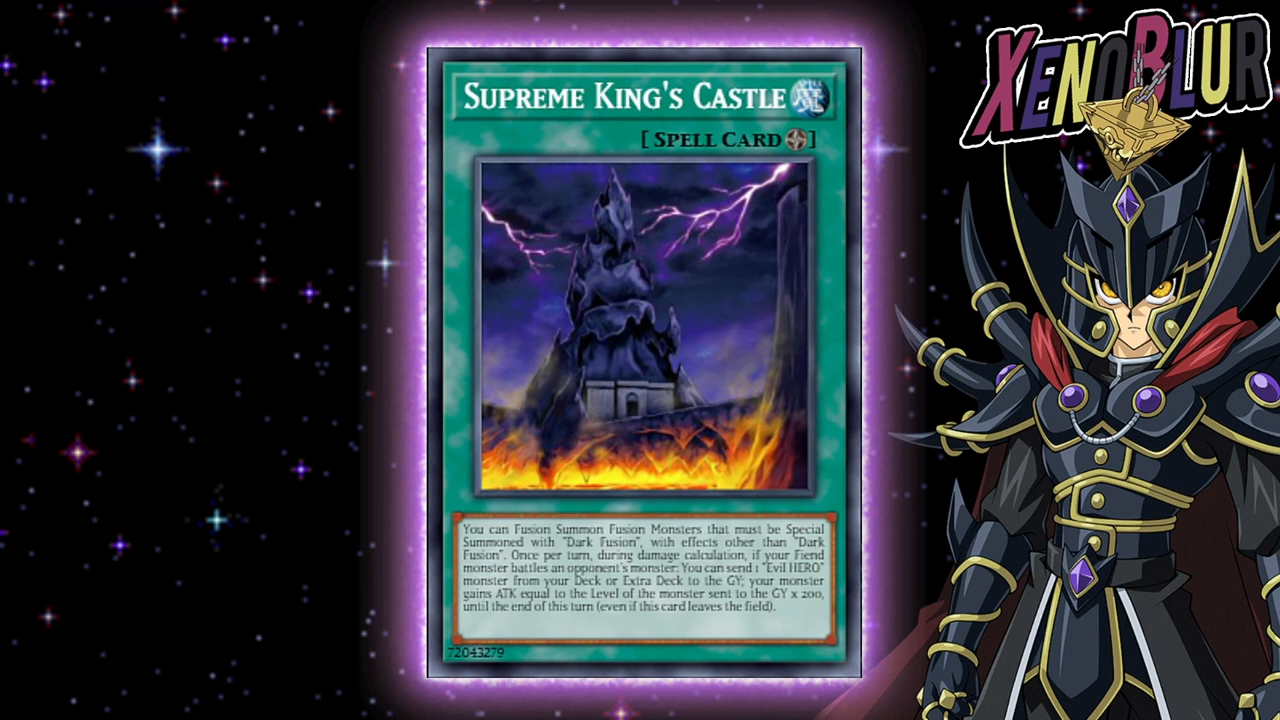 XENOBLUR
SUPREME KING'S CASTLE
[ SPELL CARD ]
You can Fusion Summon Fusion Monsters that must be Special
Summoned with "Dark Fusion", with effects other than "Dark
Fusion". Once per turn, during damage calculation, if your Fiend
monster battles an opponent's monster: You can send 1 "Evil HERO"
monster from your Deck or Extra Deck to the GY; your monster
gains ATK equal to the Level of the monster sent to the GY x 200,
until the end of this turn (even if this card leaves the field).
72043279